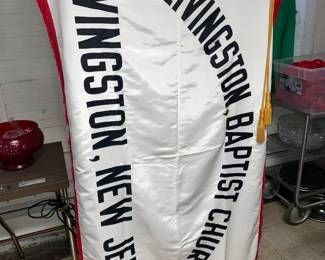 IVINGSTON, BAPTIST CHUR
VINGSTON, NEW JE